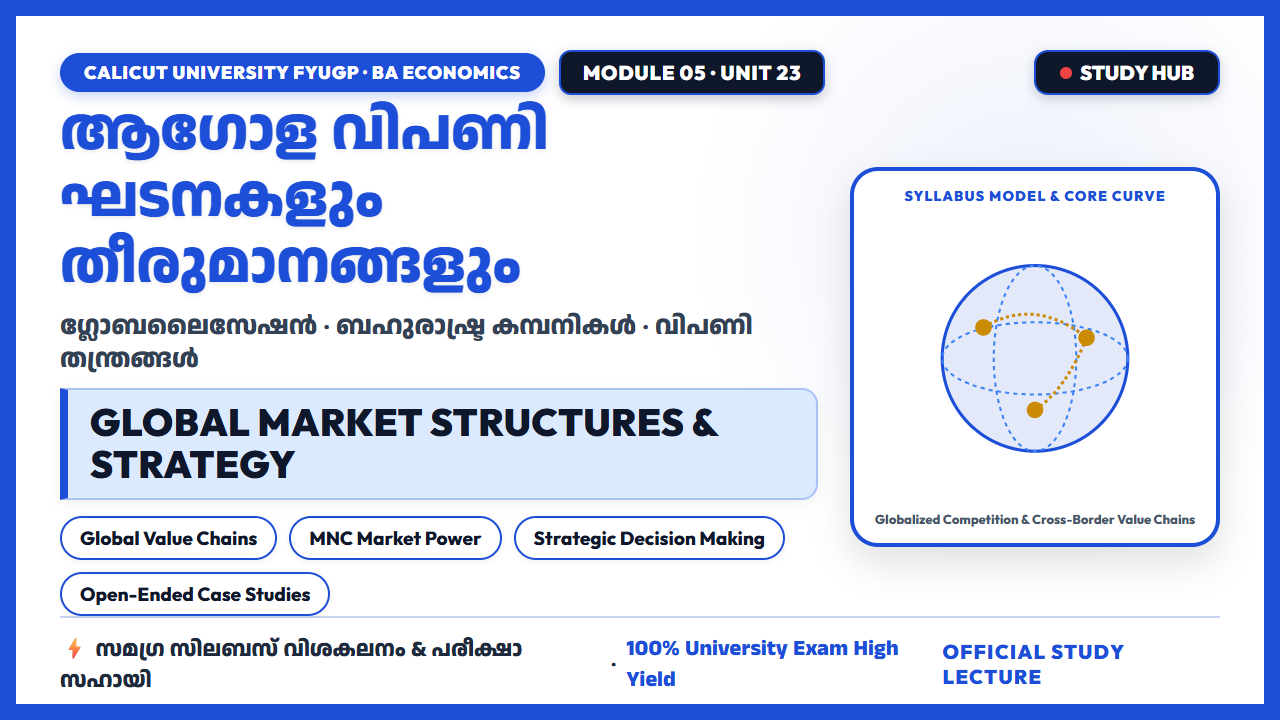 CALICUT UNIVERSITY FYUGP · BA ECONOMICS
MODULE 05 · UNIT 23
STUDY HUB
ആഗോള വിപണി
ഘടനകളും
തീരുമാനങ്ങളും
ഗ്ലോബലൈസേഷൻ · ബഹുരാഷ്ട്ര കമ്പനികൾ · വിപണി
തന്ത്രങ്ങൾ
GLOBAL MARKET STRUCTURES &
STRATEGY
Global Value Chains
MNC Market Power
Strategic Decision Making
Open-Ended Case Studies
SYLLABUS MODEL & CORE CURVE
Globalized Competition & Cross-Border Value Chains
⚡ സമഗ്ര സിലബസ് വിശകലനം & പരീക്ഷാ
സഹായി
· 100% University Exam High
Yield
OFFICIAL STUDY
LECTURE